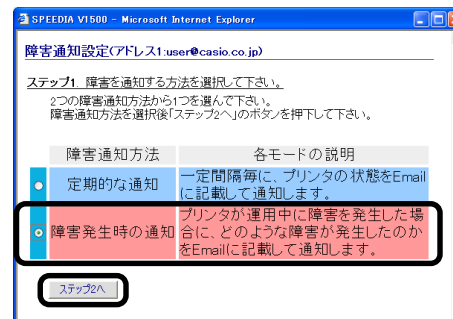 SPEEDIA V1500 - Microsoft Internet Explorer
障害通知設定(アドレス1:user@casio.co.jp)
ステップ1. 障害を通知する方法を選択して下さい。
2つの障害通知方法から1つを選んで下さい。
障害通知方法を選択後「ステップ2へ」のボタンを押下して下さい。
障害通知方法 各モードの説明
定期的な通知 一定間隔毎に、プリンタの状態をEmail
に記載して通知します。
プリンタが運用中に障害を発生した場
障害発生時の通知 合に、どのような障害が発生したのか
をEmailに記載して通知します。
ステップ2へ